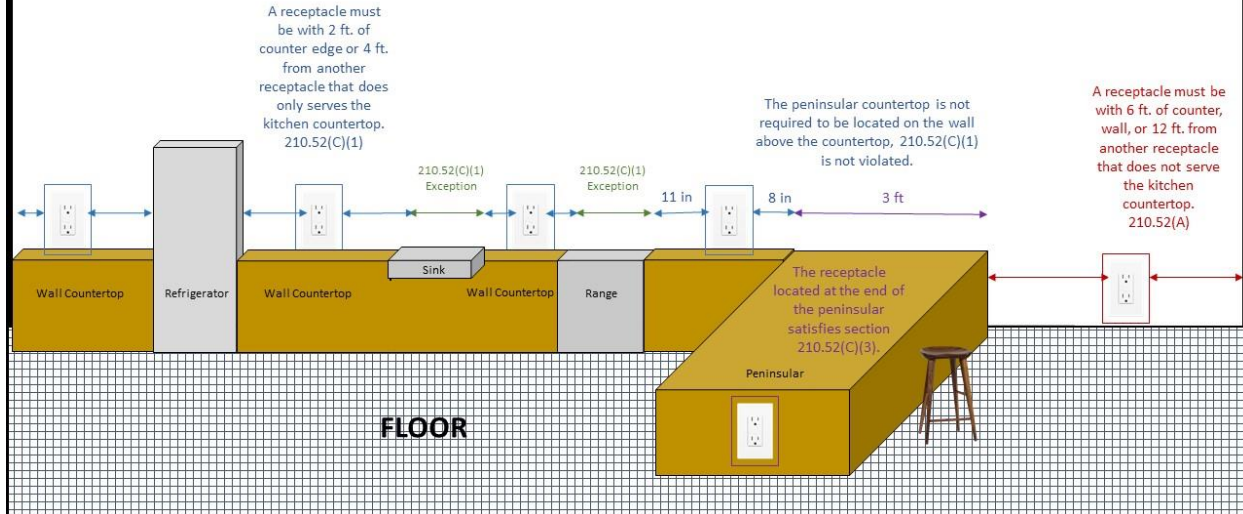 A receptacle must
be with 2 ft. of
counter edge or 4 ft.
from another
receptacle that does
only serves the
kitchen countertop.
210.52(C)(1)
The peninsular countertop is not
required to be located on the wall
above the countertop, 210.52(C)(1)
is not violated.
A receptacle must be
with 6 ft. of counter,
wall, or 12 ft. from
another receptacle
that does not serve
the kitchen
countertop.
210.52(A)
210.52(C)(1)
Exception
210.52(C)(1)
Exception
11 in
8 in
3 ft
Wall Countertop
Refrigerator
Wall Countertop
Sink
Wall Countertop
Range
The receptacle
located at the end of
the peninsular
satisfies section
210.52(C)(3).
Peninsular
FLOOR